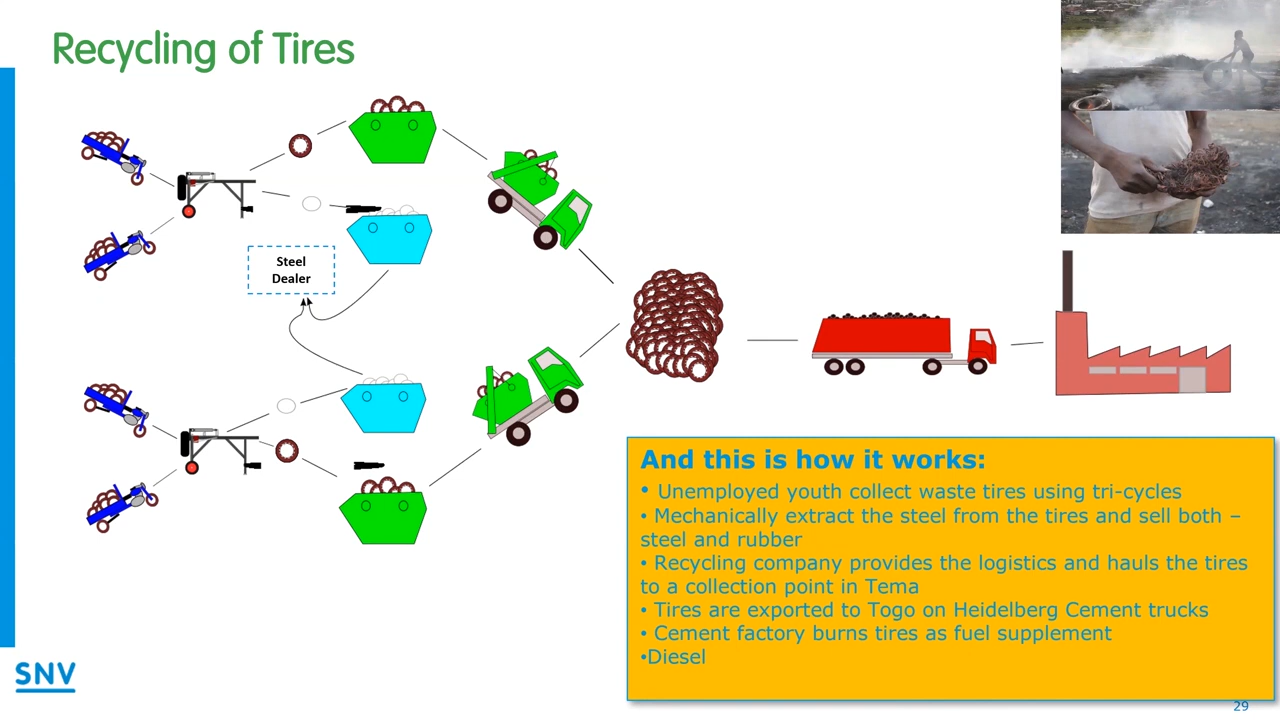 Recycling of Tires
Steel
Dealer
And this is how it works:
• Unemployed youth collect waste tires using tri-cycles
• Mechanically extract the steel from the tires and sell both –
steel and rubber
• Recycling company provides the logistics and hauls the tires
to a collection point in Tema
• Tires are exported to Togo on Heidelberg Cement trucks
• Cement factory burns tires as fuel supplement
•Diesel
SNV
29